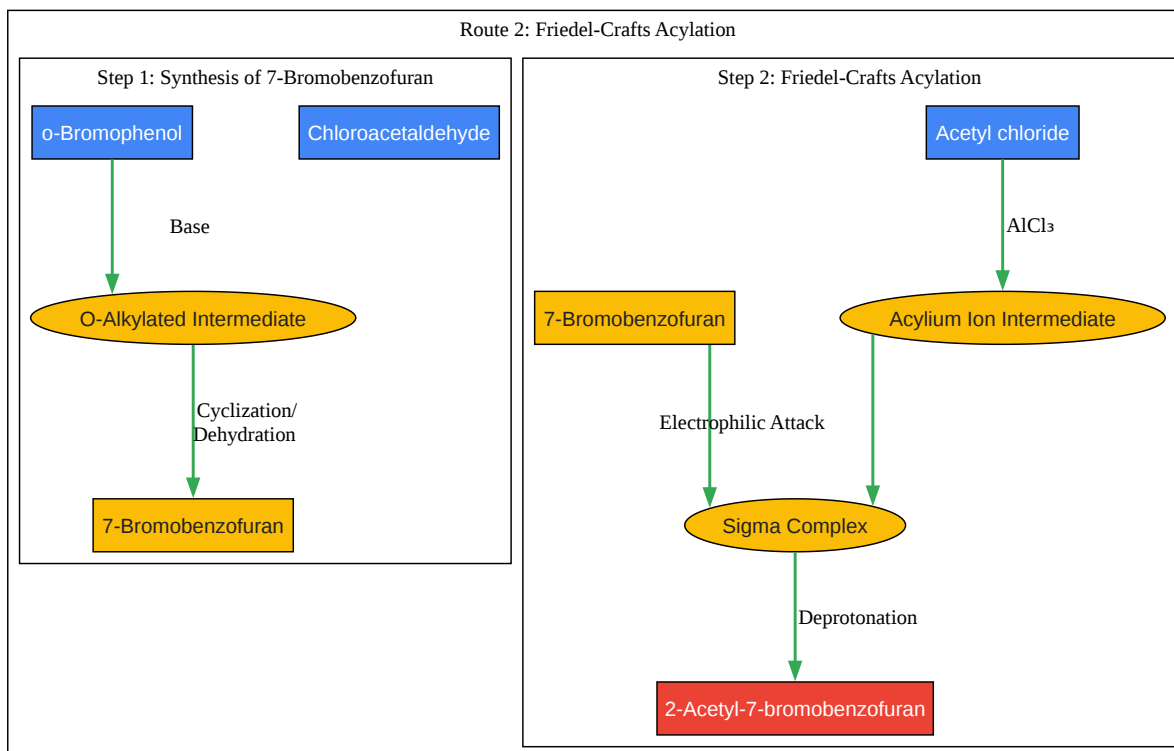 Route 2: Friedel-Crafts Acylation
Step 1: Synthesis of 7-Bromobenzofuran
o-Bromophenol
Chloroacetaldehyde
Base
O-Alkylated Intermediate
Cyclization/
Dehydration
7-Bromobenzofuran
Step 2: Friedel-Crafts Acylation
Acetyl chloride
AlCl₃
7-Bromobenzofuran
Acylium Ion Intermediate
Electrophilic Attack
Sigma Complex
Deprotonation
2-Acetyl-7-bromobenzofuran